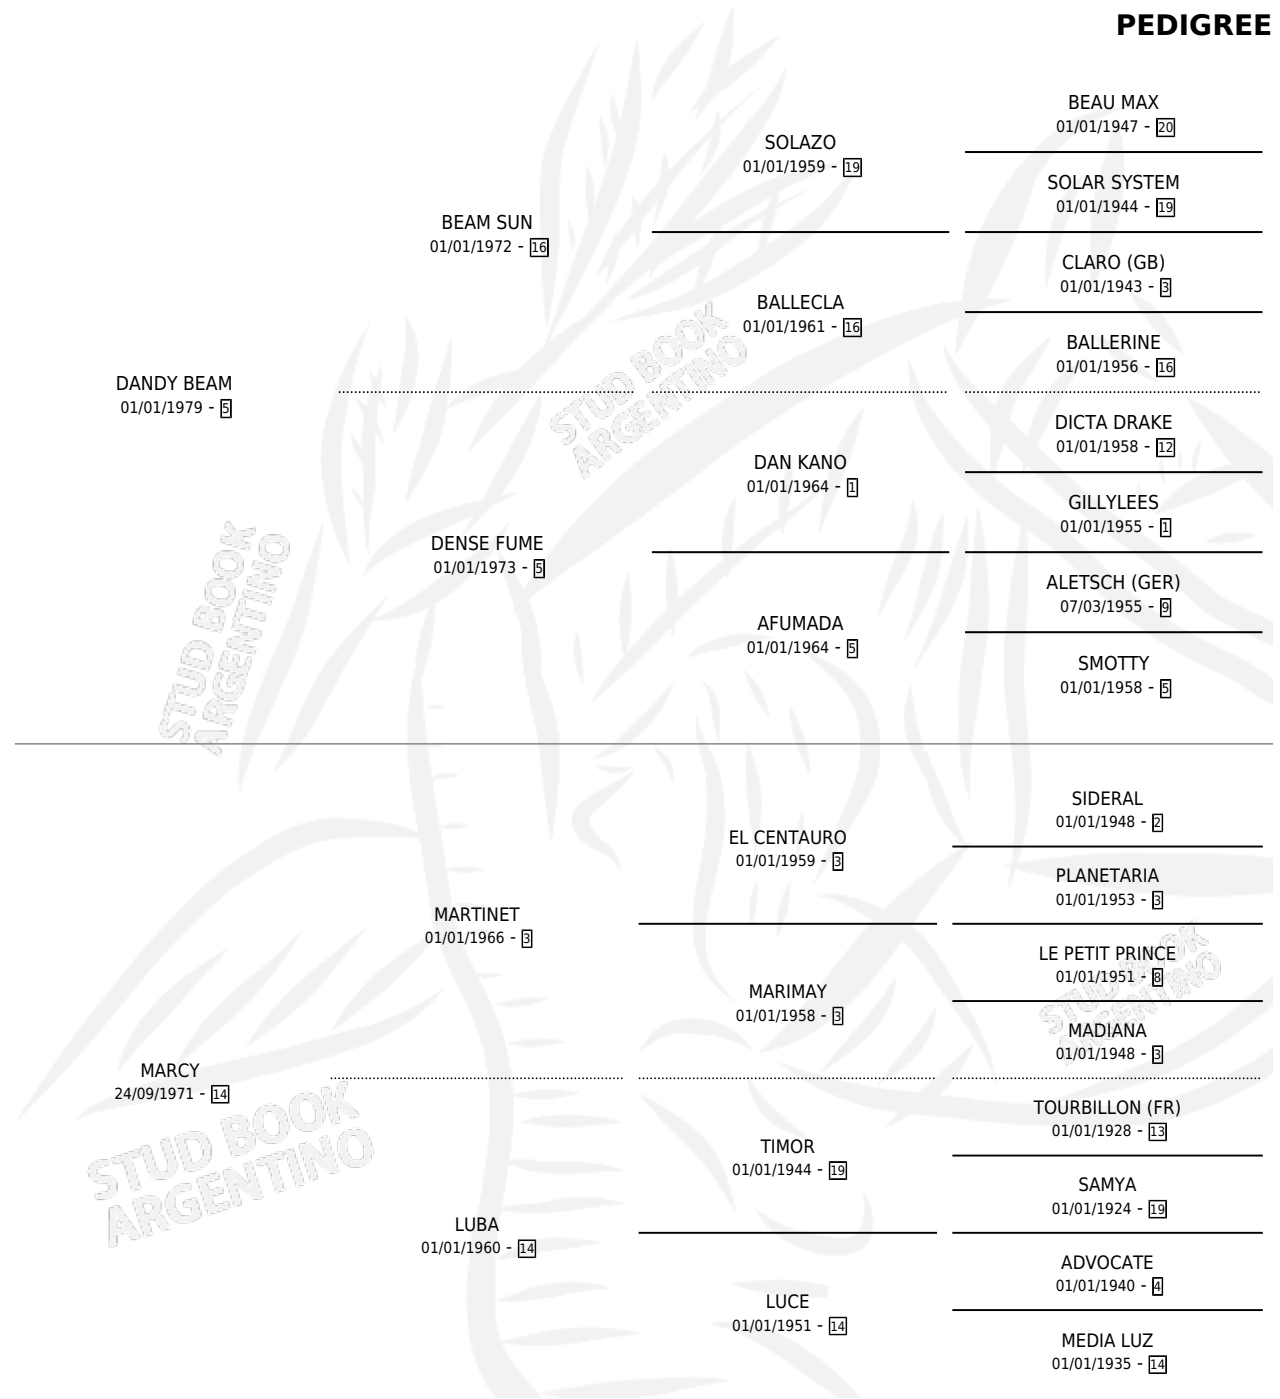 PEDIGREE
BEAU MAX
01/01/1947 - 20
SOLAZO
01/01/1959 - 19
SOLAR SYSTEM
01/01/1944 - 19
BEAM SUN
01/01/1972 - 16
CLARO (GB)
01/01/1943 - 3
BALLECLA
01/01/1961 - 16
BALLERINE
01/01/1956 - 16
DANDY BEAM
01/01/1979 - 5
DICTA DRAKE
01/01/1958 - 12
DAN KANO
01/01/1964 - 1
GILLYLEES
01/01/1955 - 1
DENSE FUME
01/01/1973 - 5
ALETSCH (GER)
07/03/1955 - 9
AFUMADA
01/01/1964 - 5
SMOTTY
01/01/1958 - 5
SIDERAL
01/01/1948 - 2
EL CENTAURO
01/01/1959 - 3
PLANETARIA
01/01/1953 - 3
MARTINET
01/01/1966 - 3
LE PETIT PRINCE
01/01/1951 - 8
MARIMAY
01/01/1958 - 3
MADIANA
01/01/1948 - 3
MARCY
24/09/1971 - 14
TOURBILLON (FR)
01/01/1928 - 13
TIMOR
01/01/1944 - 19
SAMYA
01/01/1924 - 19
LUBA
01/01/1960 - 14
ADVOCATE
01/01/1940 - 4
LUCE
01/01/1951 - 14
MEDIA LUZ
01/01/1935 - 14
STUD BOOK
ARGENTINO
STUD BOOK
ARGENTINO
STUD BOOK
ARGENTINO
STUD BOOK
ARGENTINO